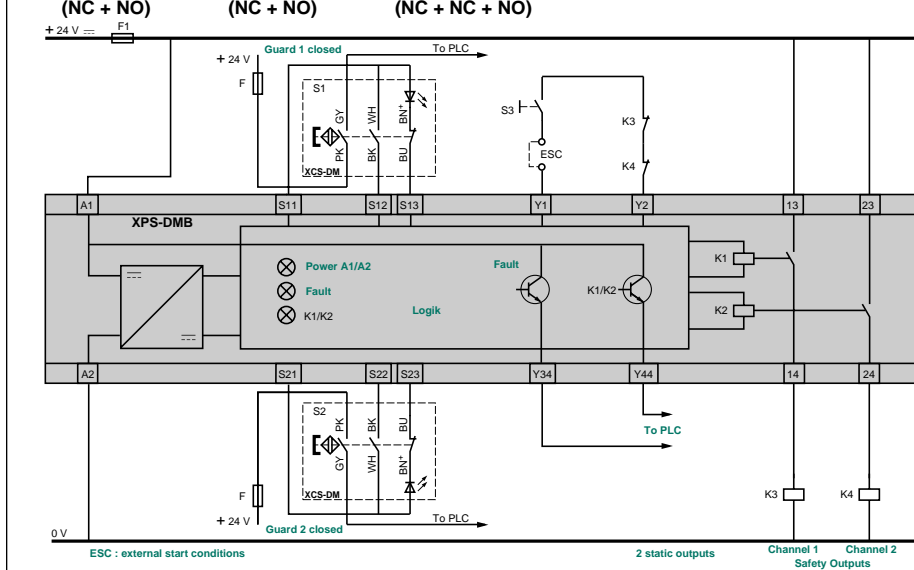 (NC + NO) (NC + NO) (NC + NC + NO)
+ 24 V F1
Guard 1 closed To PLC
+ 24 V
F
S1
GY WH BN+
PK BK BU
XCS-DM
S3
ESC
K3
K4
A1 S11 S12 S13 Y1 Y2 13 23
XPS-DMB
Power A1/A2
Fault
K1/K2
Logik
Fault
K1/K2
K1
K2
A2 S21 S22 S23 Y34 Y44 14 24
S2
PK BK BU
GY WH BN+
XCS-DM
To PLC
F
+ 24 V
Guard 2 closed To PLC
K3 K4
0 V
ESC : external start conditions 2 static outputs Channel 1 Channel 2
Safety Outputs